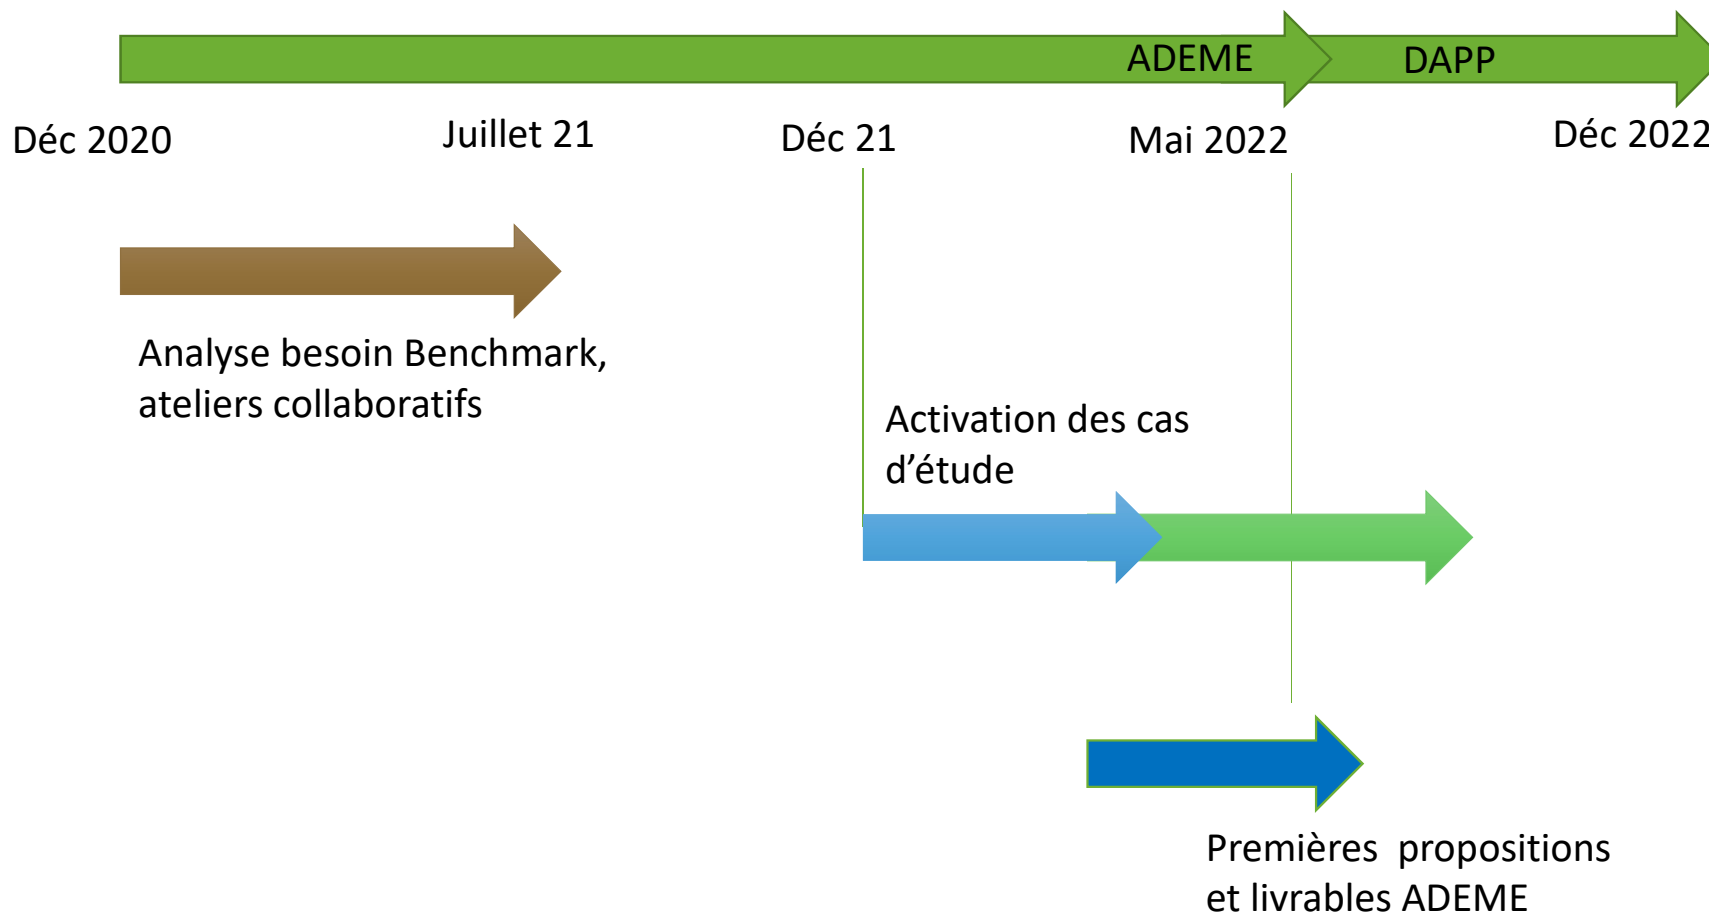 ADEME
DAPP
Déc 2020
Juillet 21
Déc 21
Mai 2022
Déc 2022
Analyse besoin Benchmark,
ateliers collaboratifs
Activation des cas
d’étude
Premières  propositions
et livrables ADEME